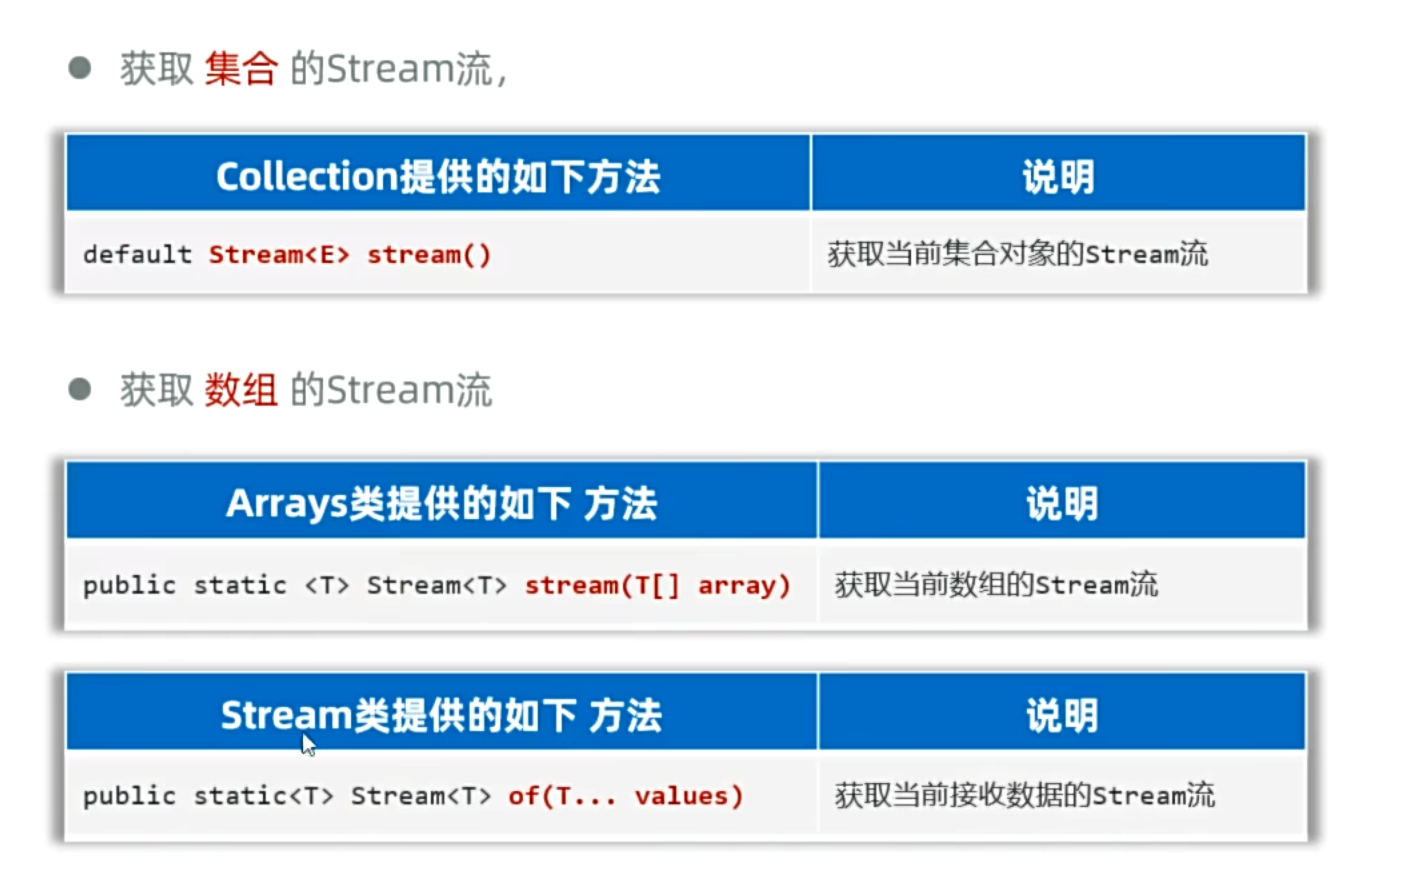 获取 集合 的Stream流，
Collection提供的如下方法 说明
default Stream<E> stream() 获取当前集合对象的Stream流
获取 数组 的Stream流
Arrays类提供的如下 方法 说明
public static <T> Stream<T> stream(T[] array) 获取当前数组的Stream流
Stream类提供的如下 方法 说明
public static<T> Stream<T> of(T... values) 获取当前接收数据的Stream流